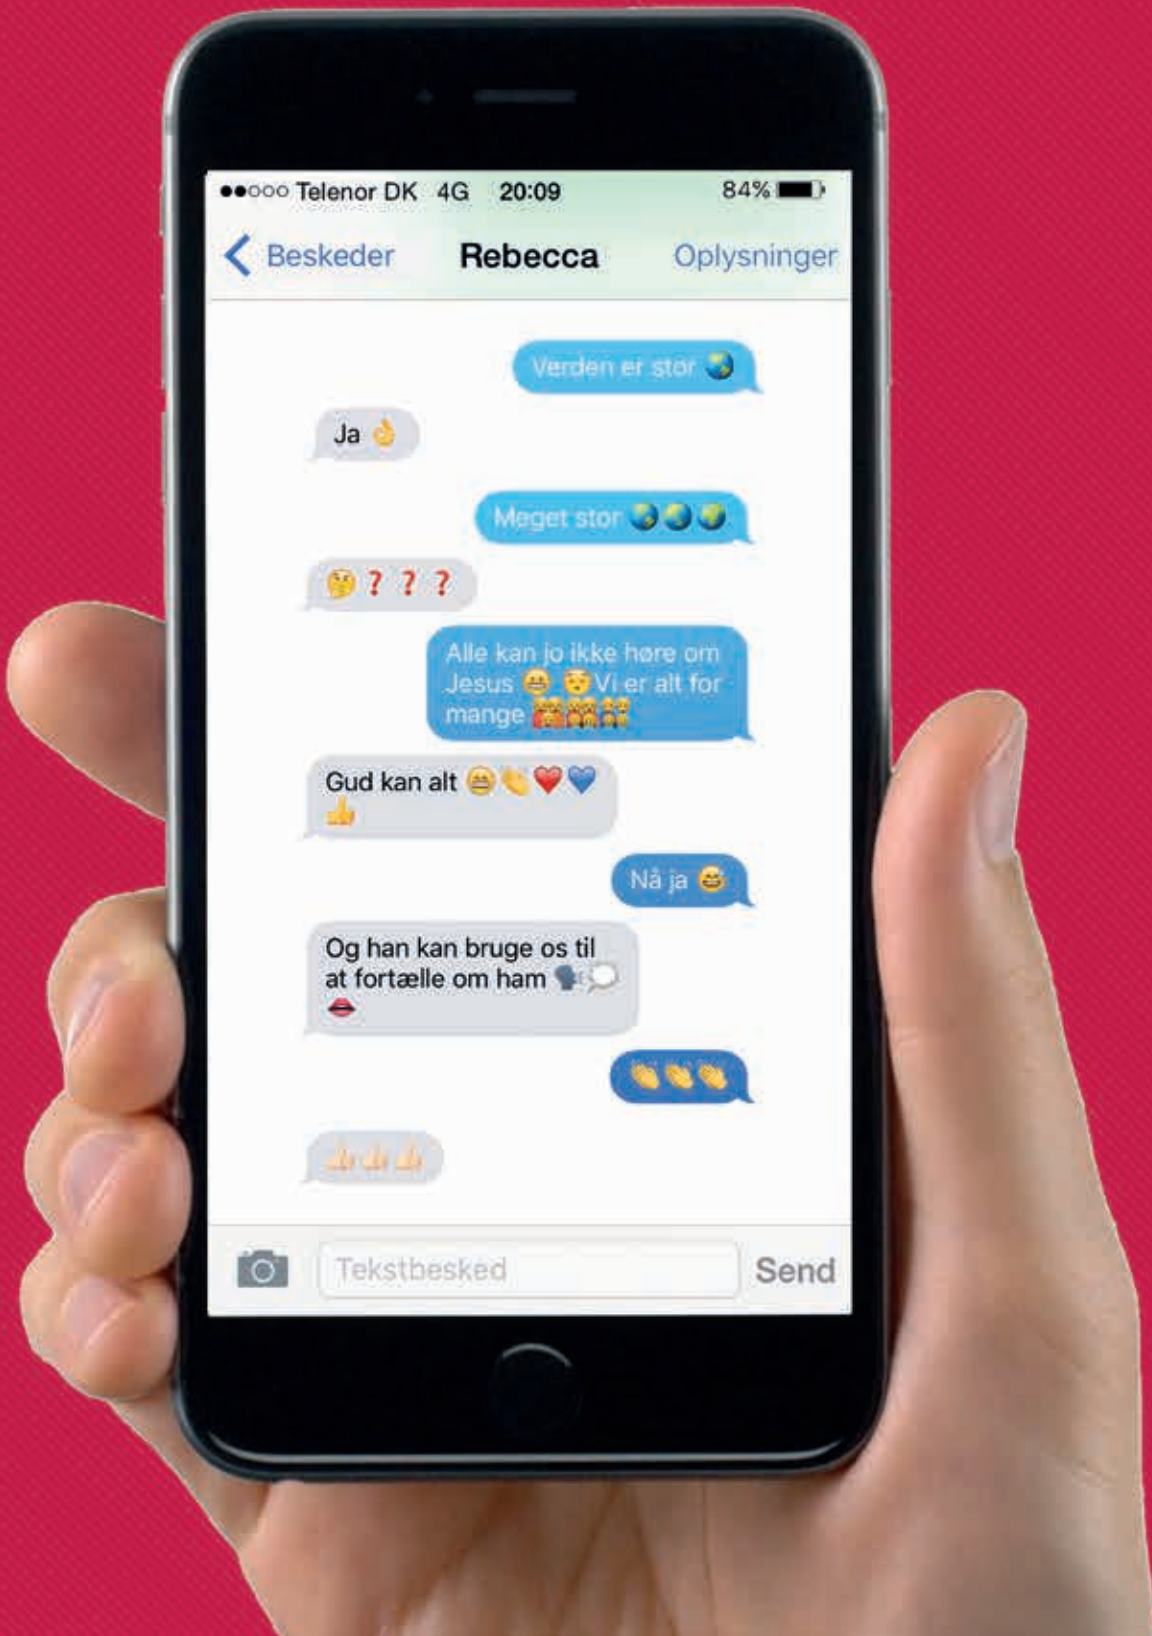 Telenor DK 4G 20:09 84%
Beskeder Rebecca Oplysninger
Verden er stor 🌏
Ja 👌
Meget stor 🌏🌏🌍
🤔❓❓❓
Alle kan jo ikke høre om
Jesus 😬 😇 Vi er alt for
mange 👨‍👩‍👧‍👦👨‍👩‍👧‍👦👨‍👩‍👧‍👦
Gud kan alt 😁👏❤️💙
👍
Nå ja 😅
Og han kan bruge os til
at fortælle om ham 🗣💭
👄
👏👏👏
👍🏻👍🏻👍🏻
Tekstbesked Send